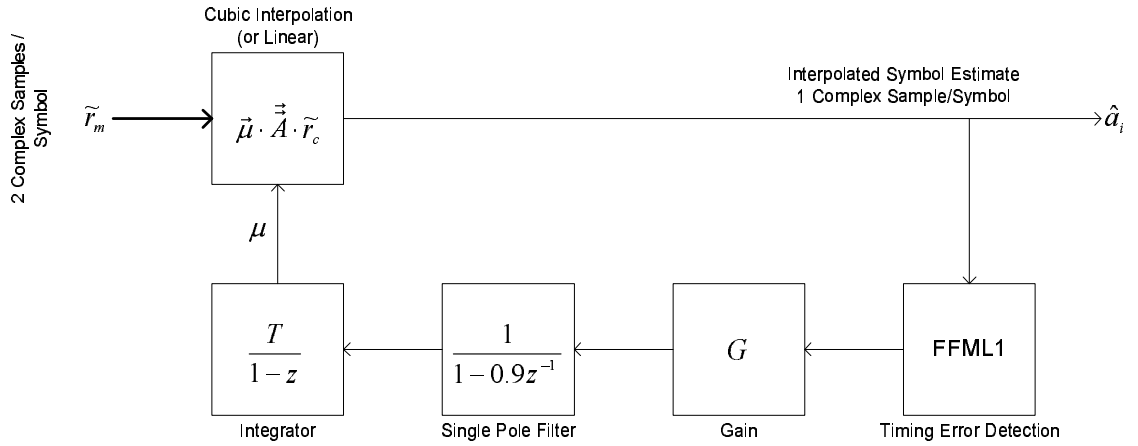 Cubic Interpolation
(or Linear)
2 Complex Samples /
Symbol
r̃ₘ
μ⃗ · A⃗⃗ · r̃꜀
Interpolated Symbol Estimate
1 Complex Sample/Symbol
âᵢ
μ
T
1 − z
1
1 − 0.9z⁻¹
G
FFML1
Integrator
Single Pole Filter
Gain
Timing Error Detection